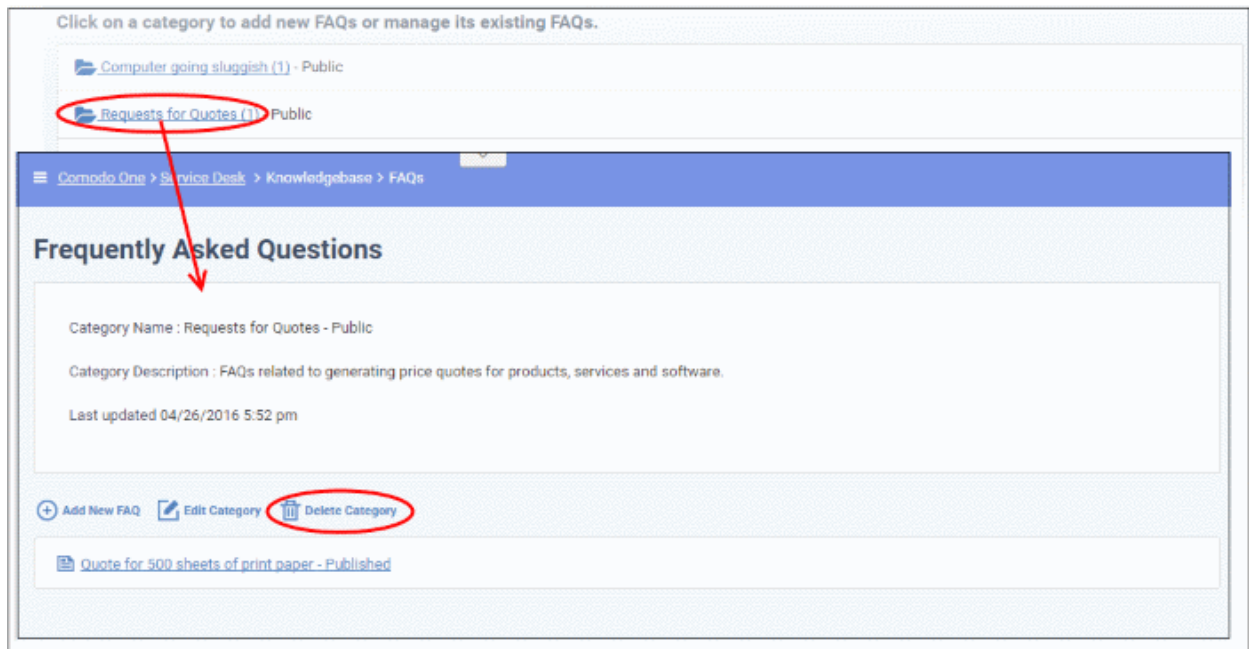 Click on a category to add new FAQs or manage its existing FAQs.
Computer going sluggish (1) - Public
Requests for Quotes (1) - Public
Comodo One > Service Desk > Knowledgebase > FAQs
Frequently Asked Questions
Category Name : Requests for Quotes - Public
Category Description : FAQs related to generating price quotes for products, services and software.
Last updated 04/26/2016 5:52 pm
Add New FAQ Edit Category Delete Category
Quote for 500 sheets of print paper - Published